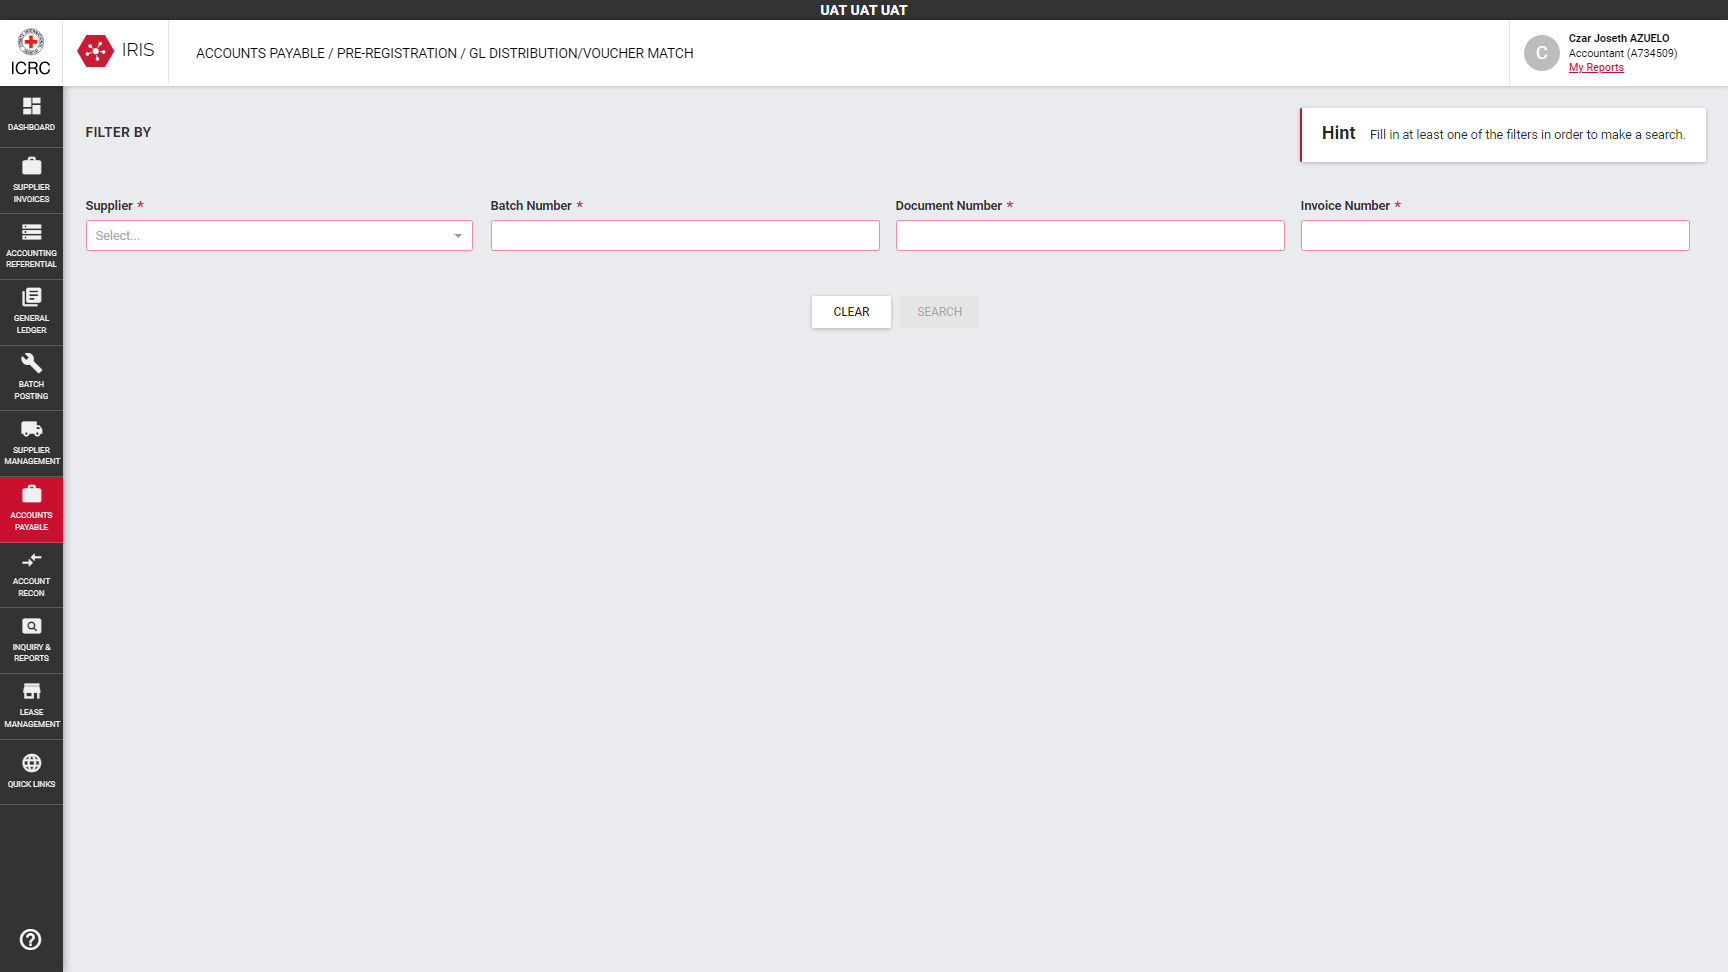 UAT UAT UAT
ICRC
IRIS
ACCOUNTS PAYABLE / PRE-REGISTRATION / GL DISTRIBUTION/VOUCHER MATCH
C
Czar Joseth AZUELO
Accountant (A734509)
My Reports
DASHBOARD
SUPPLIER
INVOICES
ACCOUNTING
REFERENTIAL
GENERAL
LEDGER
BATCH
POSTING
SUPPLIER
MANAGEMENT
ACCOUNTS
PAYABLE
ACCOUNT
RECON
INQUIRY &
REPORTS
LEASE
MANAGEMENT
QUICK LINKS
FILTER BY
Hint Fill in at least one of the filters in order to make a search.
Supplier *
Select...
Batch Number *
Document Number *
Invoice Number *
CLEAR
SEARCH